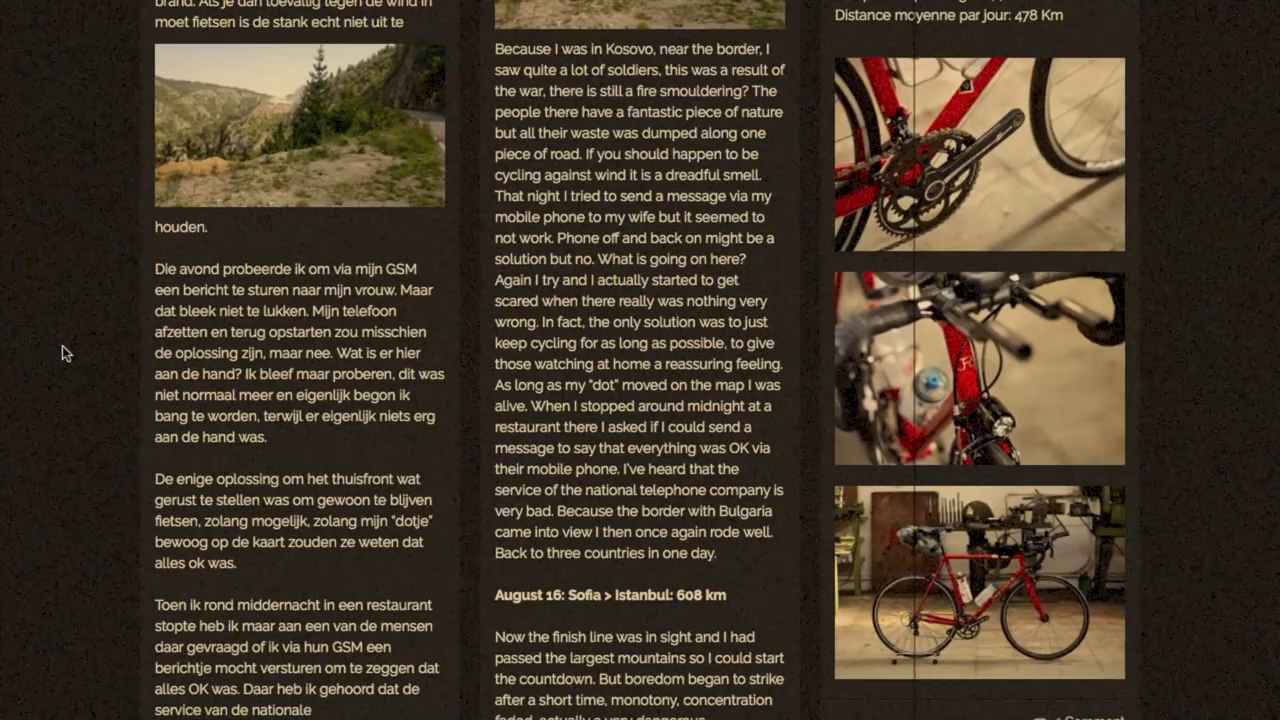 brand. Als je dan toevallig tegen de wind in
moet fietsen is de stank echt niet uit te
houden.
Die avond probeerde ik om via mijn GSM
een bericht te sturen naar mijn vrouw. Maar
dat bleek niet te lukken. Mijn telefoon
afzetten en terug opstarten zou misschien
de oplossing zijn, maar nee. Wat is er hier
aan de hand? Ik bleef maar proberen, dit was
niet normaal meer en eigenlijk begon ik
bang te worden, terwijl er eigenlijk niets erg
aan de hand was.
De enige oplossing om het thuisfront wat
gerust te stellen was om gewoon te blijven
fietsen, zolang mogelijk, zolang mijn "dotje"
bewoog op de kaart zouden ze weten dat
alles ok was.
Toen ik rond middernacht in een restaurant
stopte heb ik maar aan een van de mensen
daar gevraagd of ik via hun GSM een
berichtje mocht versturen om te zeggen dat
alles OK was. Daar heb ik gehoord dat de
service van de nationale
Because I was in Kosovo, near the border, I
saw quite a lot of soldiers, this was a result of
the war, there is still a fire smouldering? The
people there have a fantastic piece of nature
but all their waste was dumped along one
piece of road. If you should happen to be
cycling against wind it is a dreadful smell.
That night I tried to send a message via my
mobile phone to my wife but it seemed to
not work. Phone off and back on might be a
solution but no. What is going on here?
Again I try and I actually started to get
scared when there really was nothing very
wrong. In fact, the only solution was to just
keep cycling for as long as possible, to give
those watching at home a reassuring feeling.
As long as my "dot" moved on the map I was
alive. When I stopped around midnight at a
restaurant there I asked if I could send a
message to say that everything was OK via
their mobile phone. I've heard that the
service of the national telephone company is
very bad. Because the border with Bulgaria
came into view I then once again rode well.
Back to three countries in one day.
August 16: Sofia > Istanbul: 608 km
Now the finish line was in sight and I had
passed the largest mountains so I could start
the countdown. But boredom began to strike
after a short time, monotony, concentration
faded, actually a very dangerous
Distance moyenne par jour: 478 Km
1 Comment